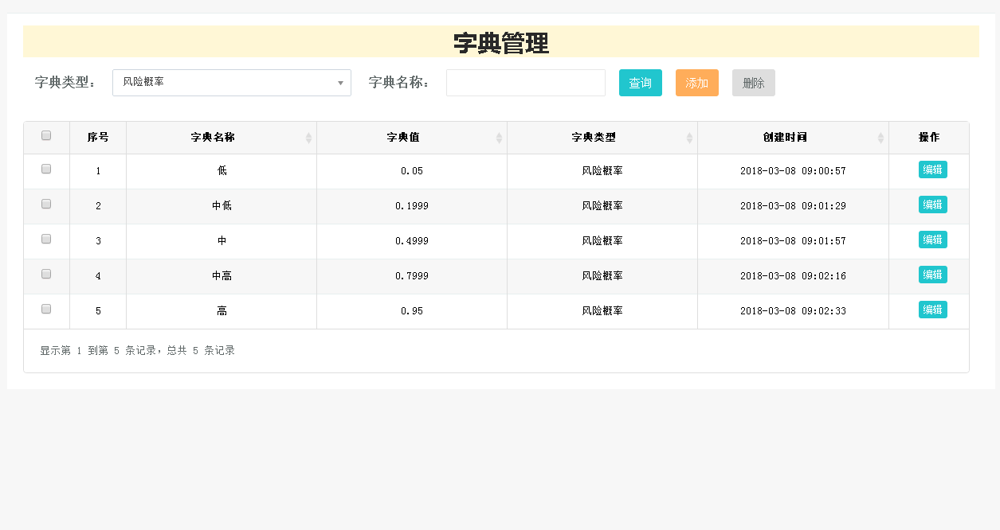 字典管理
字典类型： 风险概率 字典名称： 查询 添加 删除
序号 字典名称 字典值 字典类型 创建时间 操作
1 低 0.05 风险概率 2018-03-08 09:00:57 编辑
2 中低 0.1999 风险概率 2018-03-08 09:01:29 编辑
3 中 0.4999 风险概率 2018-03-08 09:01:57 编辑
4 中高 0.7999 风险概率 2018-03-08 09:02:16 编辑
5 高 0.95 风险概率 2018-03-08 09:02:33 编辑
显示第 1 到第 5 条记录，总共 5 条记录